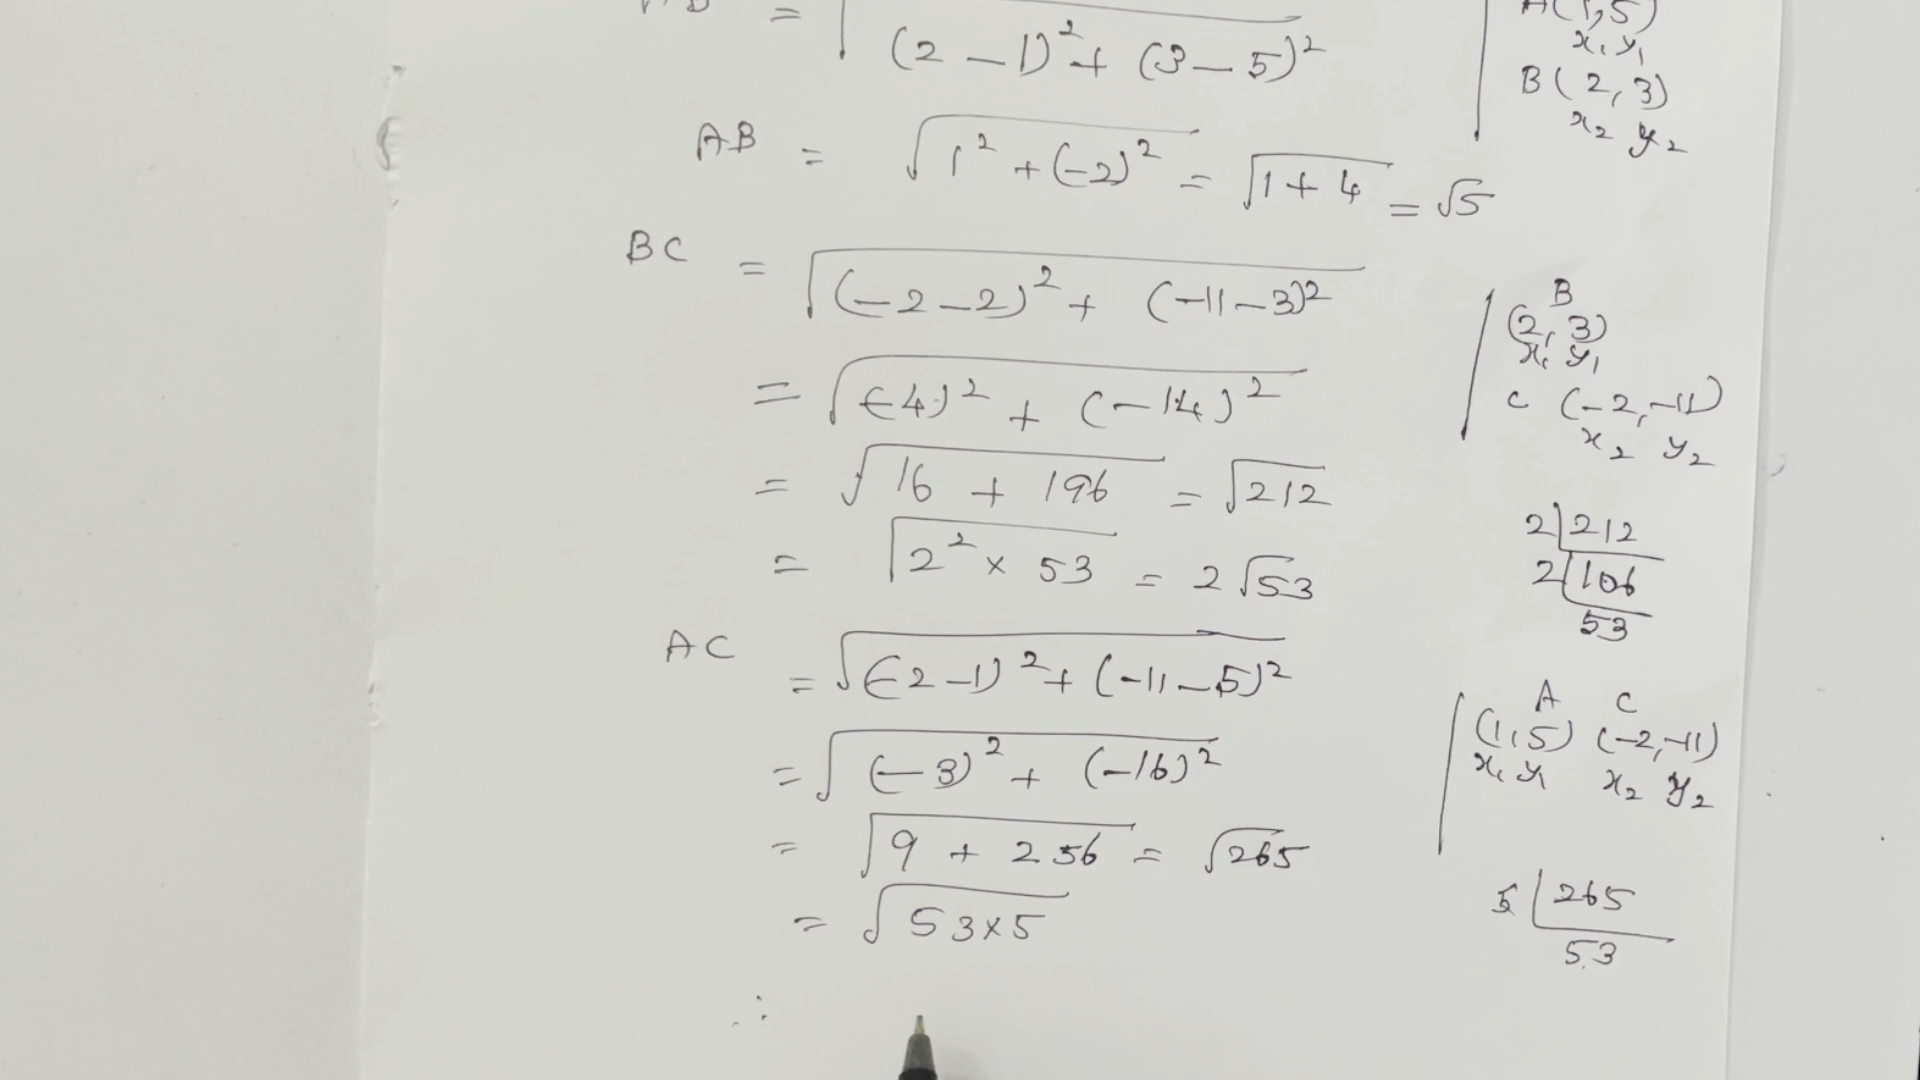 = √(2 - 1)² + (3 - 5)²
A(1,5)
x₁ y₁
B(2, 3)
x₂ y₂
AB = √1² + (-2)² = √1 + 4 = √5
BC = √(-2-2)² + (-11-3)²
B
(2, 3)
x₁ y₁
C (-2, -11)
x₂ y₂
= √(-4)² + (-14)²
= √16 + 196 = √212
= √2² × 53 = 2√53
2|212
2|106
53
AC = √(-2-1)² + (-11-5)²
A C
(1,5) (-2,-11)
x₁ y₁ x₂ y₂
= √(-3)² + (-16)²
= √9 + 256 = √265
= √53×5
5|265
53
∴